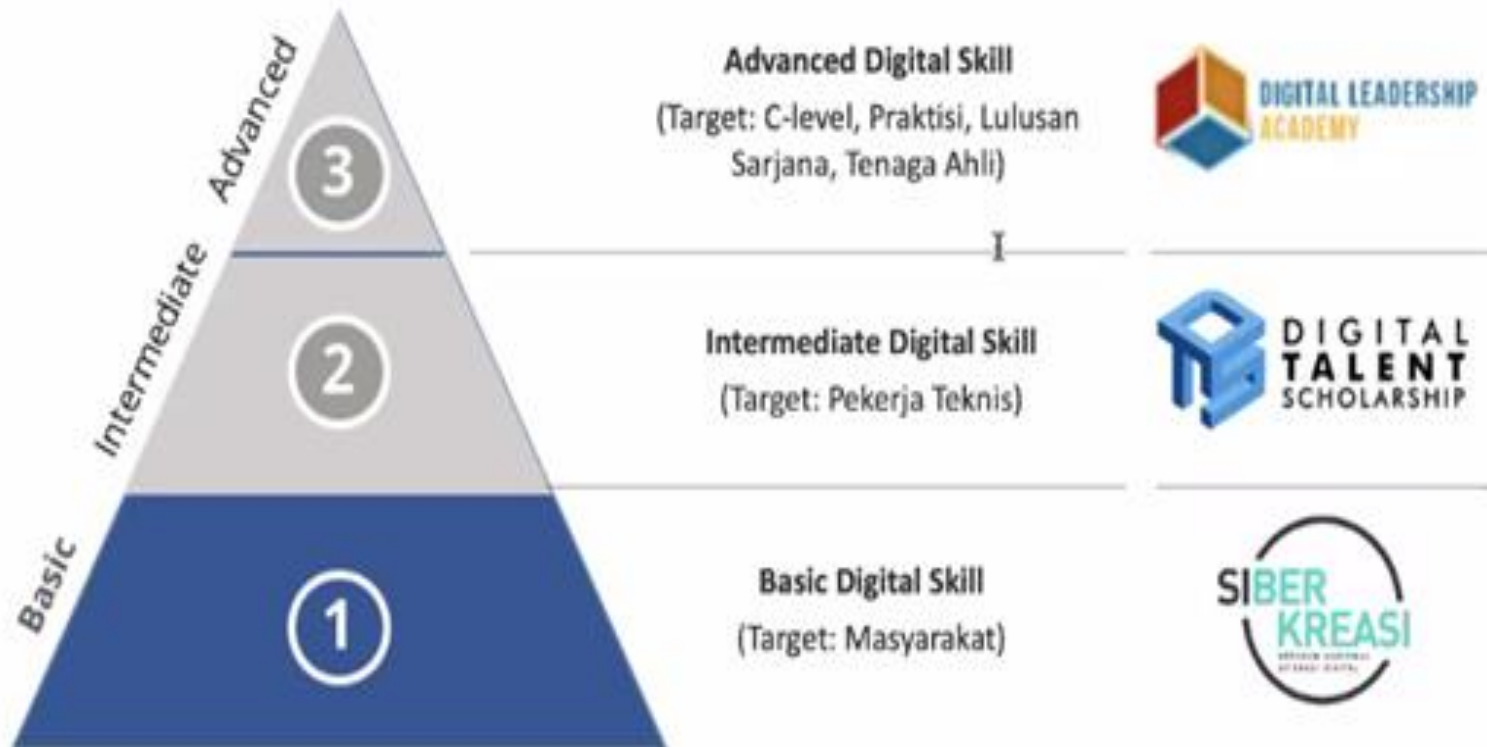 Advanced
3
Advanced Digital Skill
(Target: C-level, Praktisi, Lulusan
Sarjana, Tenaga Ahli)
DIGITAL LEADERSHIP
ACADEMY
Intermediate
2
Intermediate Digital Skill
(Target: Pekerja Teknis)
DIGITAL
TALENT
SCHOLARSHIP
Basic
1
Basic Digital Skill
(Target: Masyarakat)
SIBER
KREASI